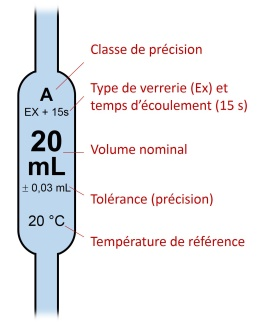 A
Classe de précision
EX + 15s
Type de verrerie (Ex) et
temps d’écoulement (15 s)
20
mL
Volume nominal
± 0,03 mL
Tolérance (précision)
20 °C
Température de référence